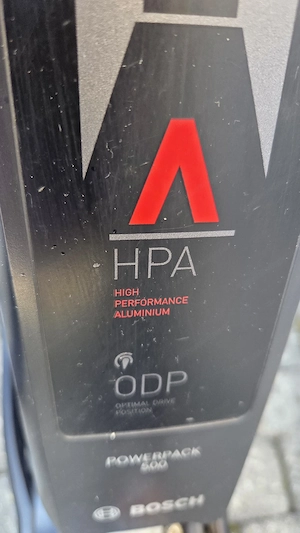 HPA
HIGH
PERFORMANCE
ALUMINIUM
ODP
OPTIMAL DRIVE
POSITION
POWERPACK
500
BOSCH